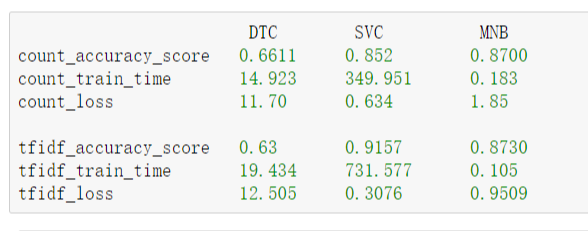 DTC SVC MNB
count_accuracy_score 0.6611 0.852 0.8700
count_train_time 14.923 349.951 0.183
count_loss 11.70 0.634 1.85
tfidf_accuracy_score 0.63 0.9157 0.8730
tfidf_train_time 19.434 731.577 0.105
tfidf_loss 12.505 0.3076 0.9509